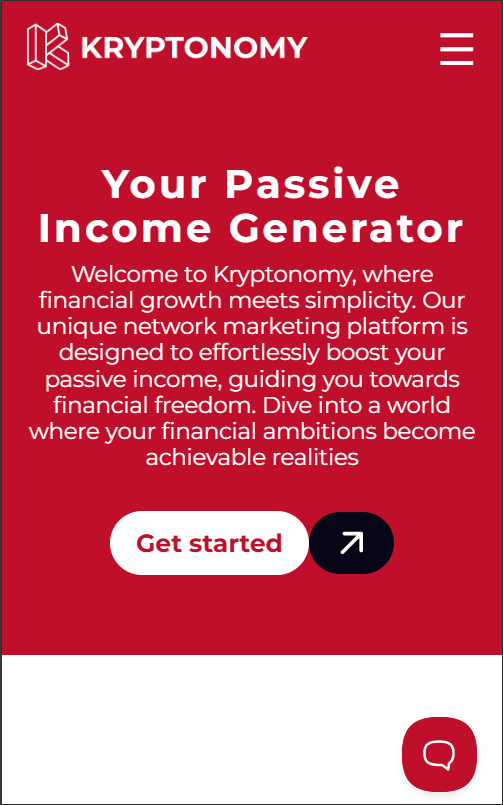 KRYPTONOMY
Your Passive
Income Generator
Welcome to Kryptonomy, where
financial growth meets simplicity. Our
unique network marketing platform is
designed to effortlessly boost your
passive income, guiding you towards
financial freedom. Dive into a world
where your financial ambitions become
achievable realities
Get started